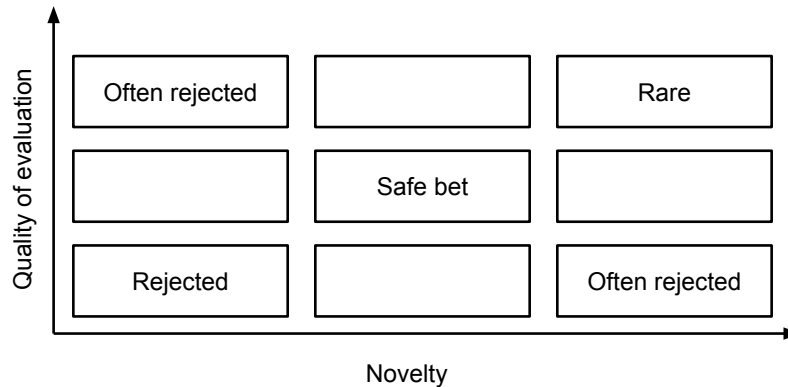 Quality of evaluation
Often rejected
Rare
Safe bet
Rejected
Often rejected
Novelty